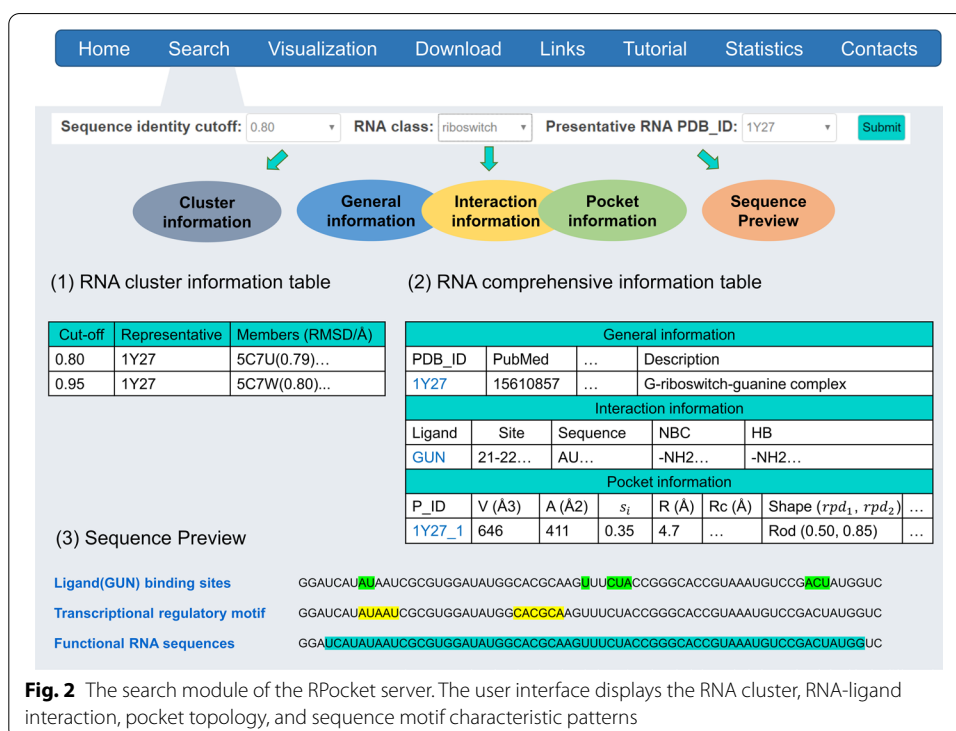 Home Search Visualization Download Links Tutorial Statistics Contacts
Sequence identity cutoff: 0.80 RNA class: riboswitch Presentative RNA PDB_ID: 1Y27 Submit
Cluster information
General information
Interaction information
Pocket information
Sequence Preview
(1) RNA cluster information table
Cut-off Representative Members (RMSD/Å)
0.80 1Y27 5C7U(0.79)…
0.95 1Y27 5C7W(0.80)...
(2) RNA comprehensive information table
General information
PDB_ID PubMed … Description
1Y27 15610857 … G-riboswitch-guanine complex
Interaction information
Ligand Site Sequence NBC HB
GUN 21-22… AU… -NH2… -NH2…
Pocket information
P_ID V (Å3) A (Å2) s_i R (Å) Rc (Å) Shape (rpd_1, rpd_2) …
1Y27_1 646 411 0.35 4.7 … Rod (0.50, 0.85) …
(3) Sequence Preview
Ligand(GUN) binding sites GGAUCAUAUAAUCGCGUGGAUAUGGCACGCAAGUUUCUACCGGGCACCGUAAAUGUCCGACUAUGGUC
Transcriptional regulatory motif GGAUCAUAUAAUCGCGUGGAUAUGGCACGCAAGUUUCUACCGGGCACCGUAAAUGUCCGACUAUGGUC
Functional RNA sequences GGAUCAUAUAAUCGCGUGGAUAUGGCACGCAAGUUUCUACCGGGCACCGUAAAUGUCCGACUAUGGUC
Fig. 2 The search module of the RPocket server. The user interface displays the RNA cluster, RNA-ligand
interaction, pocket topology, and sequence motif characteristic patterns